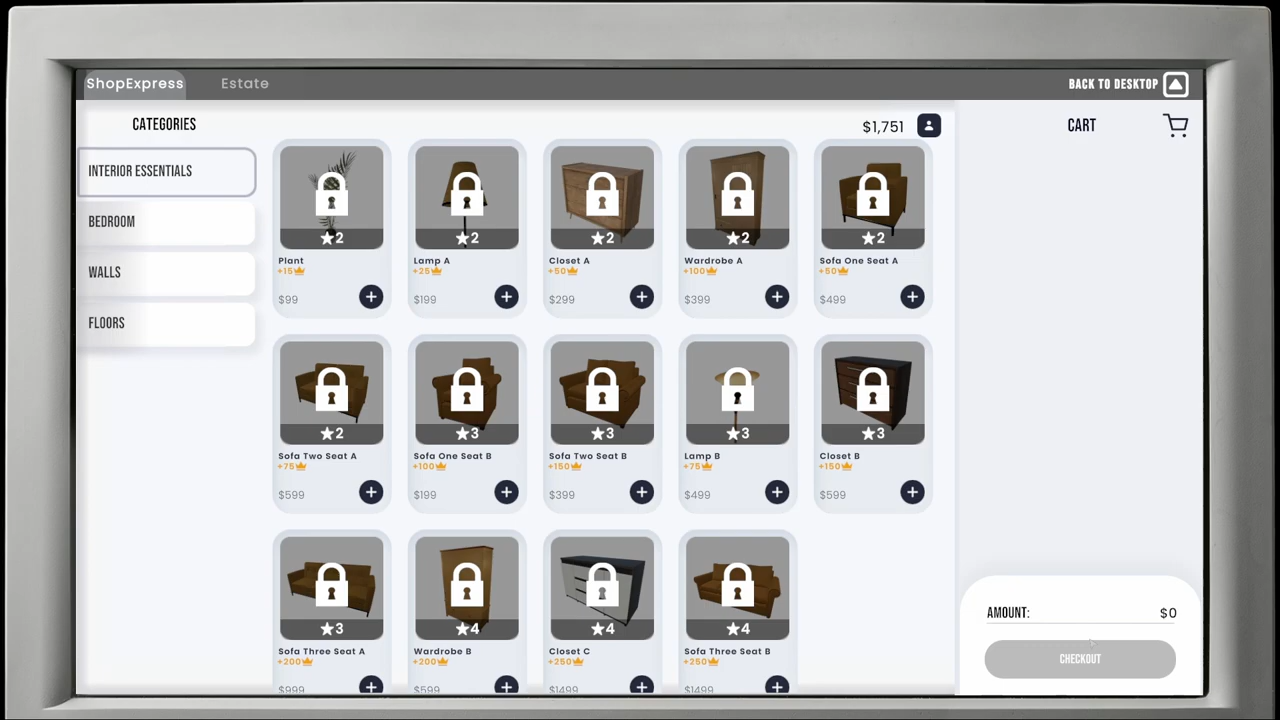 ShopExpress Estate BACK TO DESKTOP
CATEGORIES $1,751 CART
INTERIOR ESSENTIALS
BEDROOM
WALLS
FLOORS
2 2 2 2 2
Plant Lamp A Closet A Wardrobe A Sofa One Seat A
+15 +25 +50 +100 +50
$99 $199 $299 $399 $499
2 3 3 3 3
Sofa Two Seat A Sofa One Seat B Sofa Two Seat B Lamp B Closet B
+75 +100 +150 +75 +150
$599 $199 $399 $499 $599
3 4 4 4
Sofa Three Seat A Wardrobe B Closet C Sofa Three Seat B
+200 +200 +250 +250
$999 $599 $1499 $1499
AMOUNT: $0
CHECKOUT